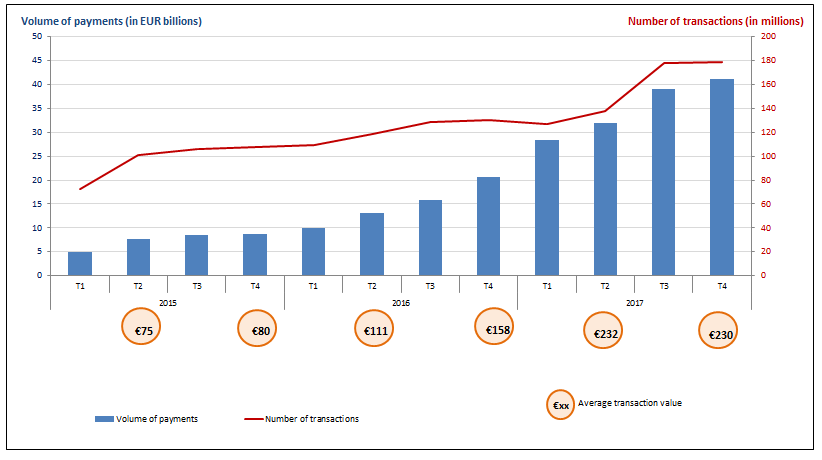 Volume of payments (in EUR billions) Number of transactions (in millions)
50 200
45 180
40 160
35 140
30 120
25 100
20 80
15 60
10 40
5 20
0 0
T1 T2 T3 T4 T1 T2 T3 T4 T1 T2 T3 T4
2015 2016 2017
€75 €80 €111 €158 €232 €230
€xx Average transaction value
Volume of payments Number of transactions